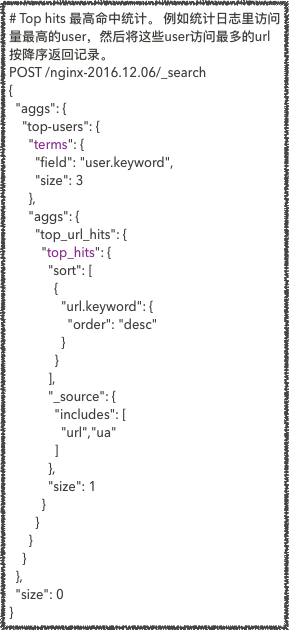 # Top hits 最高命中统计。 例如统计日志里访问
量最高的user，然后将这些user访问最多的url
按降序返回记录。
POST /nginx-2016.12.06/_search
{
  "aggs": {
    "top-users": {
      "terms": {
        "field": "user.keyword",
        "size": 3
      },
      "aggs": {
        "top_url_hits": {
          "top_hits": {
            "sort": [
              {
                "url.keyword": {
                  "order": "desc"
                }
              }
            ],
            "_source": {
              "includes": [
                "url","ua"
              ]
            },
            "size": 1
          }
        }
      }
    }
  },
  "size": 0
}